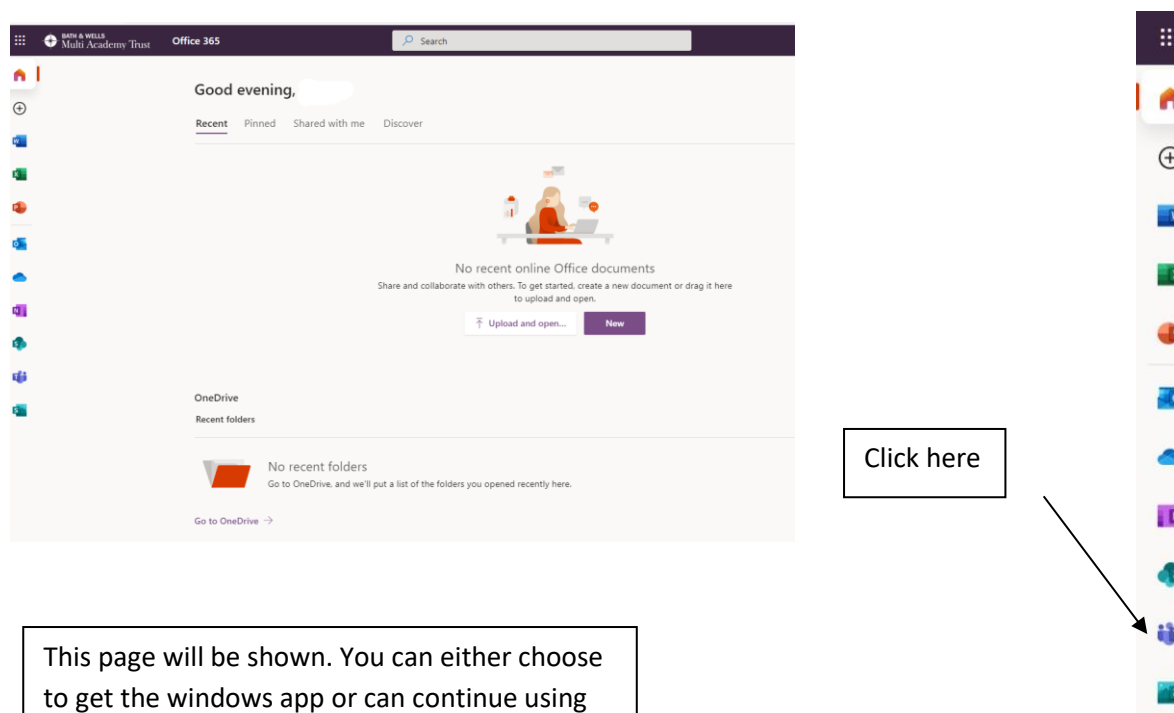 BATH & WELLS
Multi Academy Trust
Office 365
Search
Good evening,
Recent Pinned Shared with me Discover
No recent online Office documents
Share and collaborate with others. To get started, create a new document or drag it here
to upload and open.
Upload and open... New
OneDrive
Recent folders
No recent folders
Go to OneDrive, and we'll put a list of the folders you opened recently here.
Go to OneDrive →
Click here
This page will be shown. You can either choose
to get the windows app or can continue using